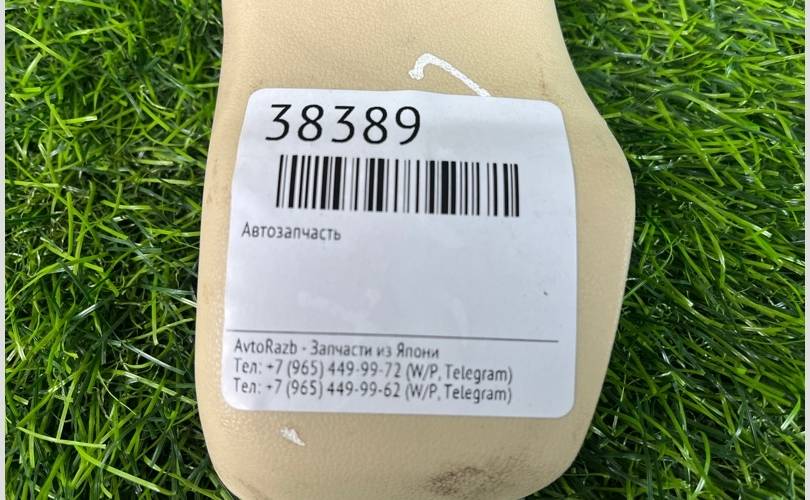 38389
Автозапчасть
AvtoRazb - Запчасти из Япони
Тел: +7 (965) 449-99-72 (W/P, Telegram)
Тел: +7 (965) 449-99-62 (W/P, Telegram)